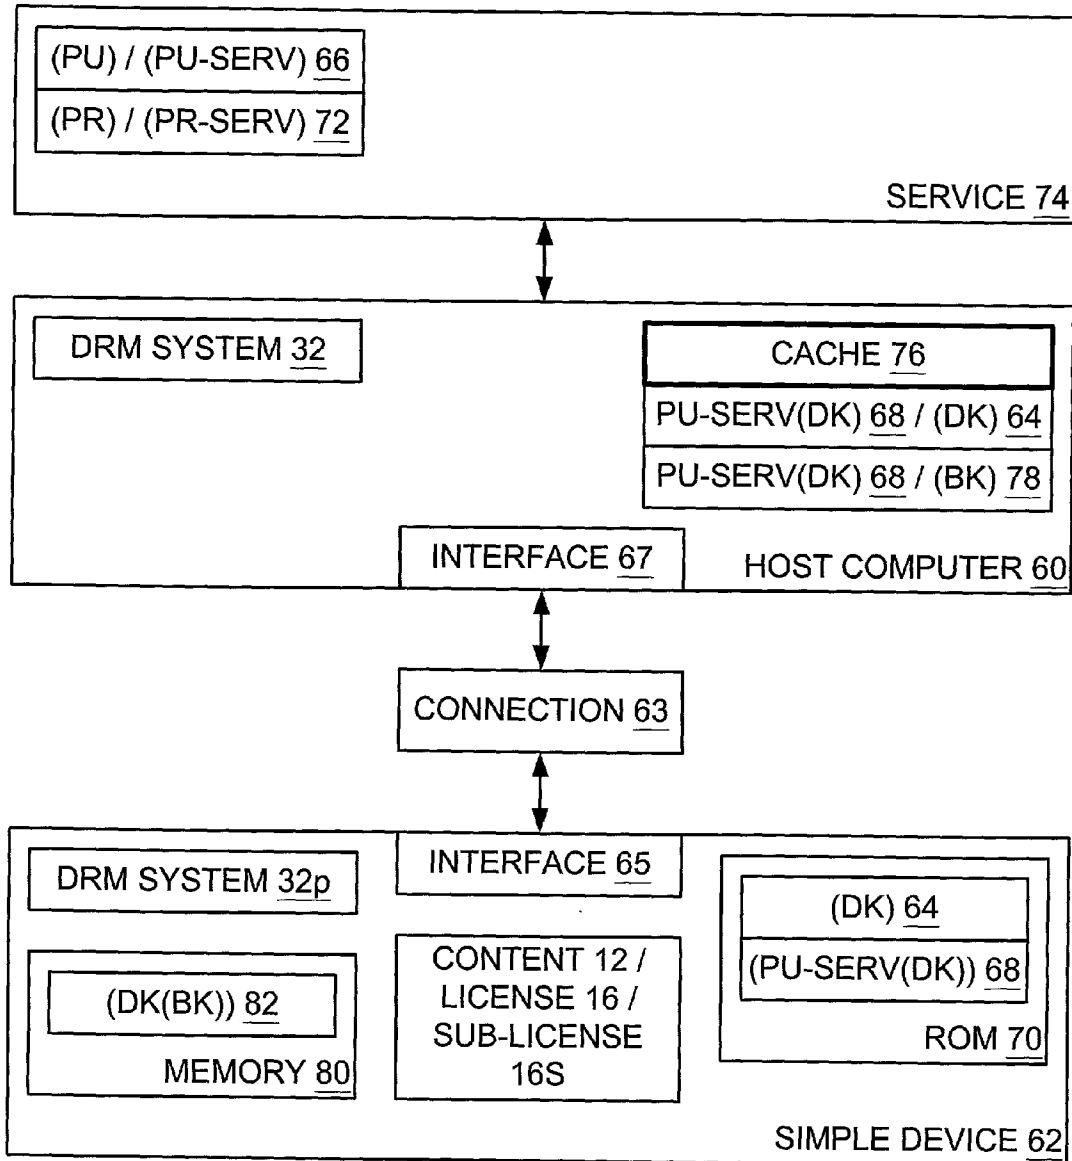 (PU) / (PU-SERV) 66
(PR) / (PR-SERV) 72
SERVICE 74
DRM SYSTEM 32
CACHE 76
PU-SERV(DK) 68 / (DK) 64
PU-SERV(DK) 68 / (BK) 78
INTERFACE 67
HOST COMPUTER 60
CONNECTION 63
DRM SYSTEM 32p
INTERFACE 65
(DK) 64
(PU-SERV(DK)) 68
ROM 70
(DK(BK)) 82
MEMORY 80
CONTENT 12 /
LICENSE 16 /
SUB-LICENSE
16S
SIMPLE DEVICE 62